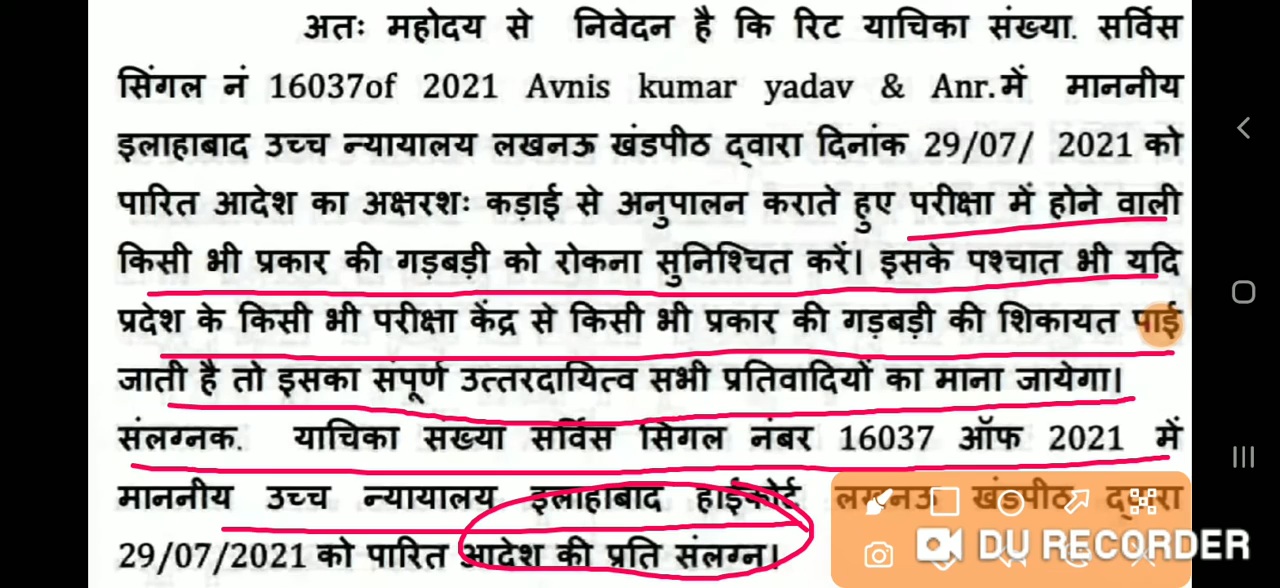 अतः महोदय से निवेदन है कि रिट याचिका संख्या. सर्विस
सिंगल नं 16037of 2021 Avnis kumar yadav & Anr.में माननीय
इलाहाबाद उच्च न्यायालय लखनऊ खंडपीठ द्वारा दिनांक 29/07/ 2021 को
पारित आदेश का अक्षरशः कड़ाई से अनुपालन कराते हुए परीक्षा में होने वाली
किसी भी प्रकार की गड़बड़ी को रोकना सुनिश्चित करें। इसके पश्चात भी यदि
प्रदेश के किसी भी परीक्षा केंद्र से किसी भी प्रकार की गड़बड़ी की शिकायत पाई
जाती है तो इसका संपूर्ण उत्तरदायित्व सभी प्रतिवादियों का माना जायेगा।
संलग्नक. याचिका संख्या सर्विस सिंगल नंबर 16037 ऑफ 2021 में
माननीय उच्च न्यायालय इलाहाबाद हाईकोर्ट लखनऊ खंडपीठ द्वारा
29/07/2021 को पारित आदेश की प्रति संलग्न।
DU RECORDER